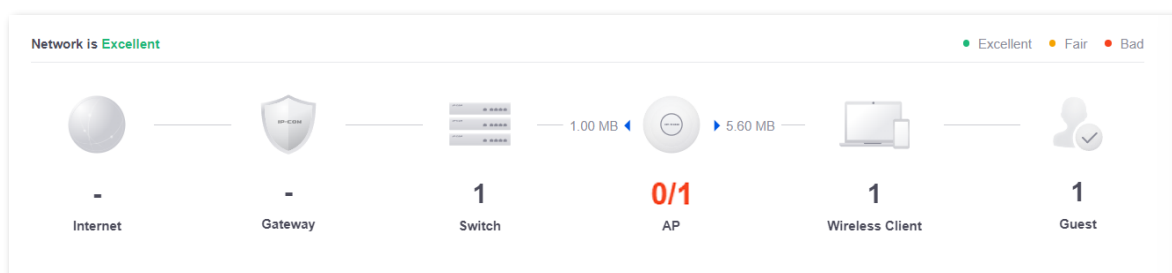 Network is Excellent
Excellent Fair Bad
IP-COM
1.00 MB 5.60 MB
- - 1 0/1 1 1
Internet Gateway Switch AP Wireless Client Guest